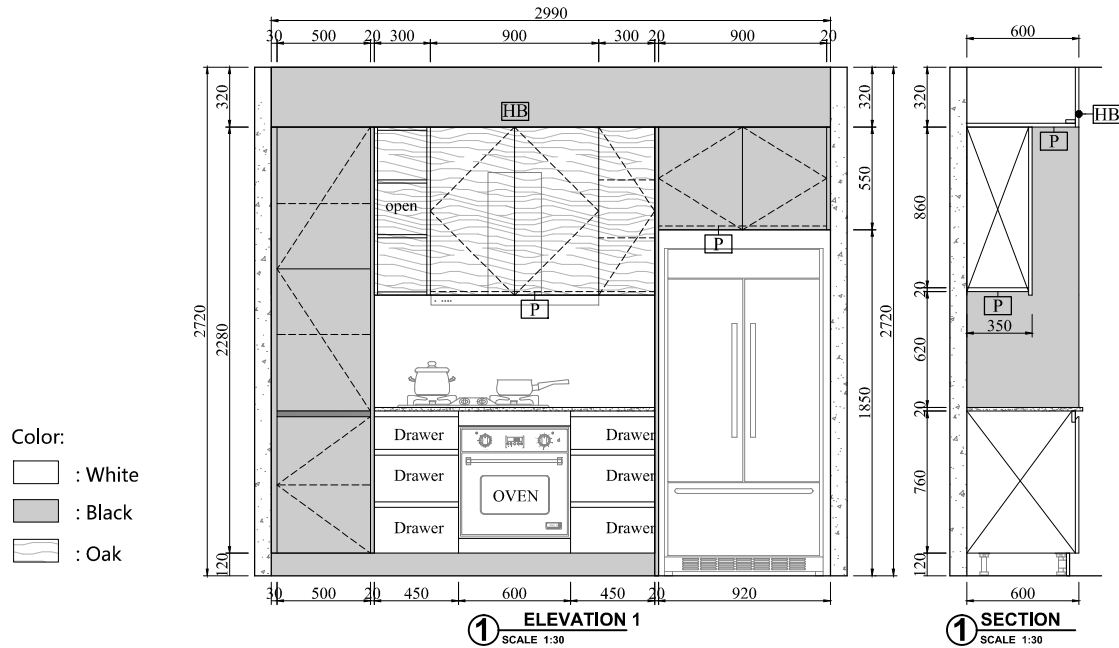 2990
30 500 20 300 900 300 20 900 20
600
320
320
320
HB
HB
P
550
open
860
2720
2280
P
P
2720
20
P
350
620
1850
20
Color:
: White
: Black
: Oak
Drawer
Drawer
Drawer
Drawer
OVEN
Drawer
Drawer
760
120
120
30 500 20 450 600 450 20 920
600
1 ELEVATION 1
SCALE 1:30
1 SECTION
SCALE 1:30